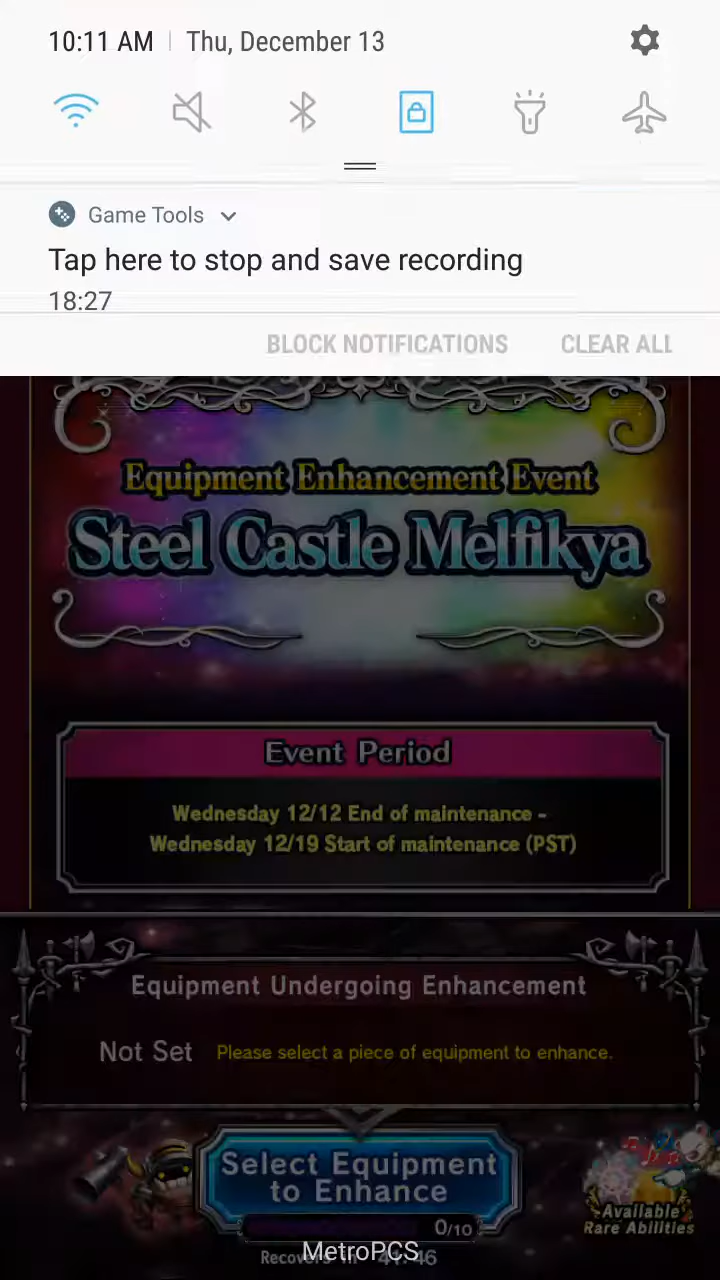 10:11 AM | Thu, December 13
Game Tools
Tap here to stop and save recording
18:27
BLOCK NOTIFICATIONS CLEAR ALL
Equipment Enhancement Event
Steel Castle Melfikya
Event Period
Wednesday 12/12 End of maintenance -
Wednesday 12/19 Start of maintenance (PST)
Equipment Undergoing Enhancement
Not Set Please select a piece of equipment to enhance.
Select Equipment
to Enhance
Available
Rare Abilities
0/10
MetroPCS